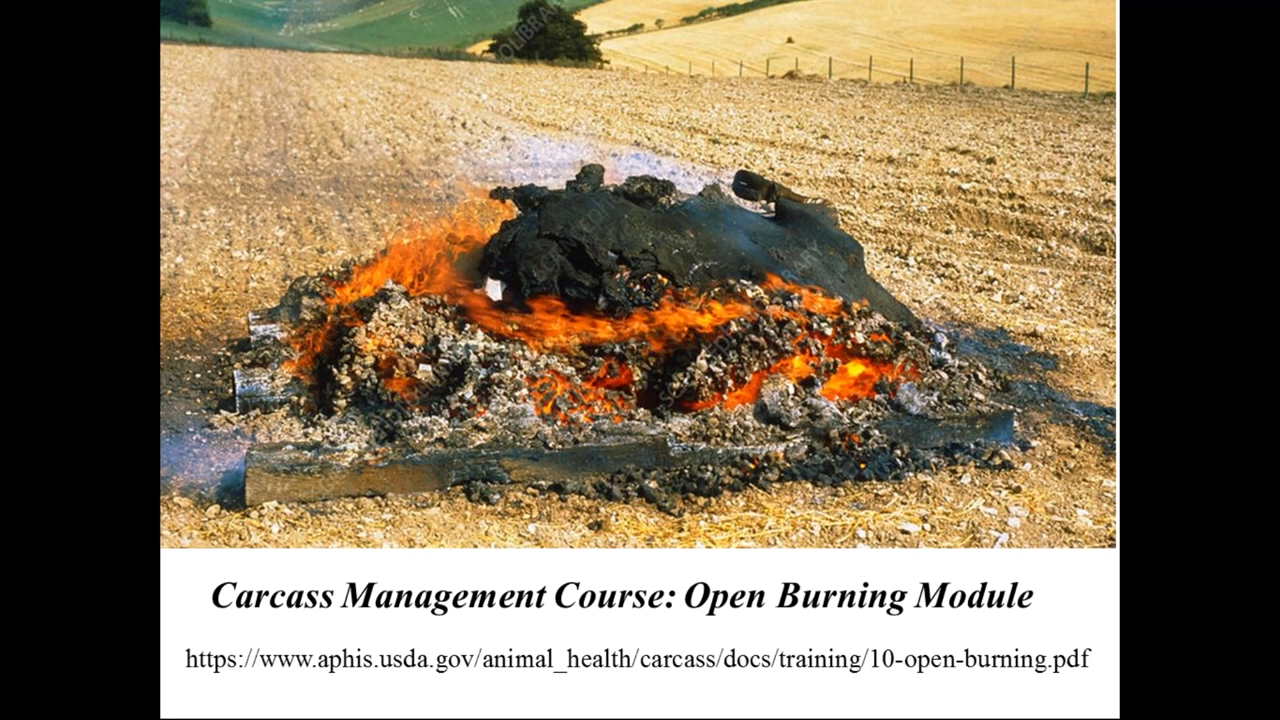 Carcass Management Course: Open Burning Module
https://www.aphis.usda.gov/animal_health/carcass/docs/training/10-open-burning.pdf